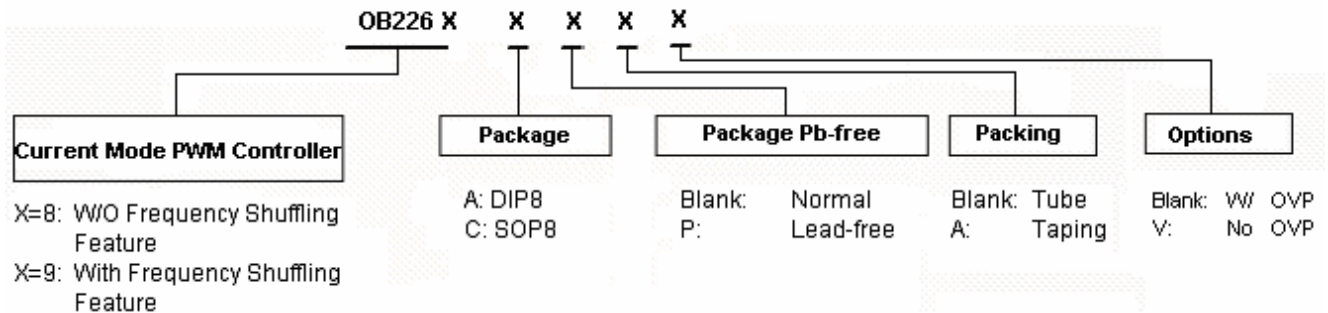 OB226 X X X X X
Current Mode PWM Controller
X=8: W/O Frequency Shuffling
Feature
X=9: With Frequency Shuffling
Feature
Package
A: DIP8
C: SOP8
Package Pb-free
Blank: Normal
P: Lead-free
Packing
Blank: Tube
A: Taping
Options
Blank: W/ OVP
V: No OVP